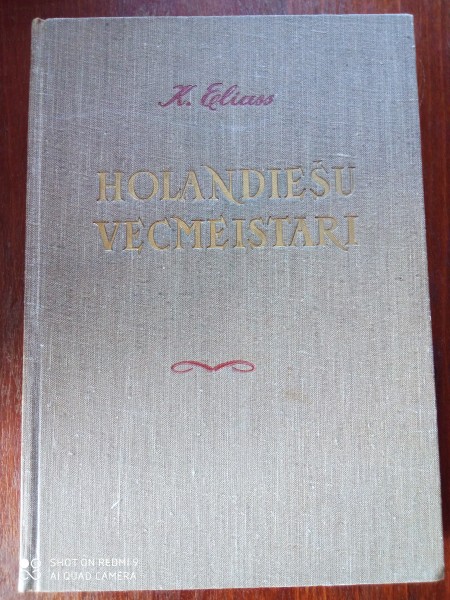 K. Eliass
HOLANDIEŠU
VECMEISTARI
SHOT ON REDMI 9
AI QUAD CAMERA